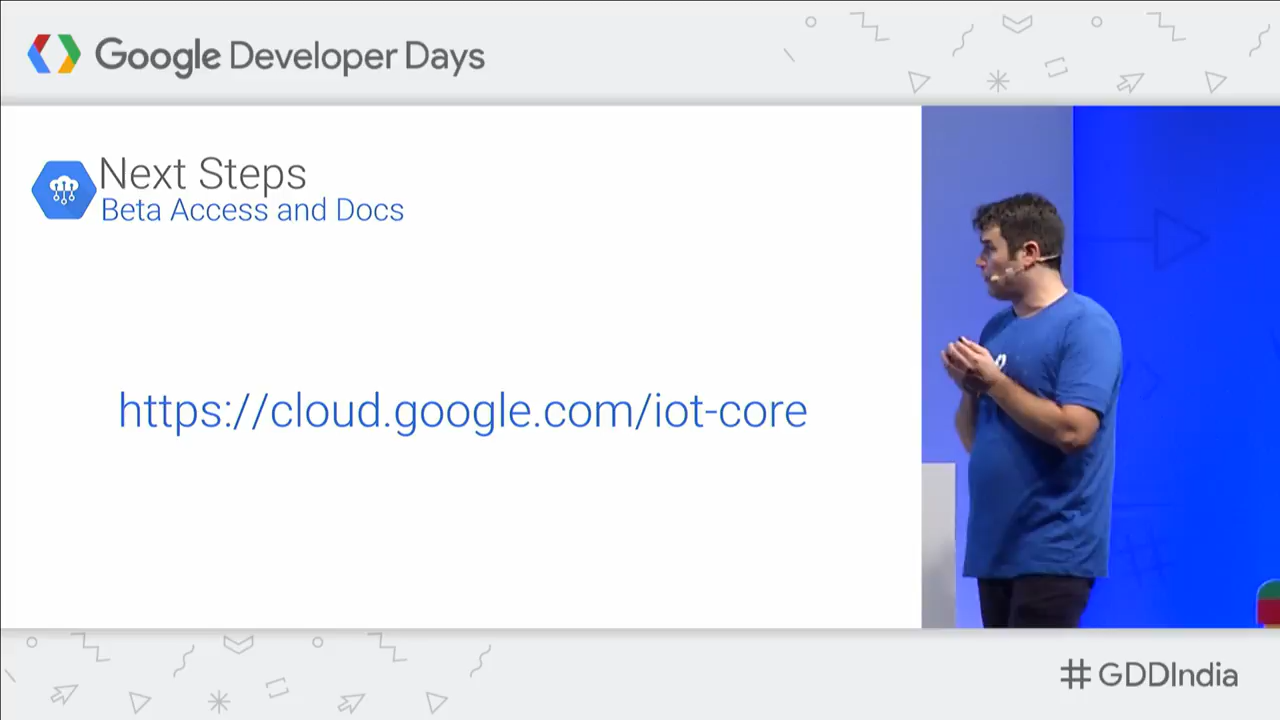 Google Developer Days
Next Steps
Beta Access and Docs
https://cloud.google.com/iot-core
#GDDIndia